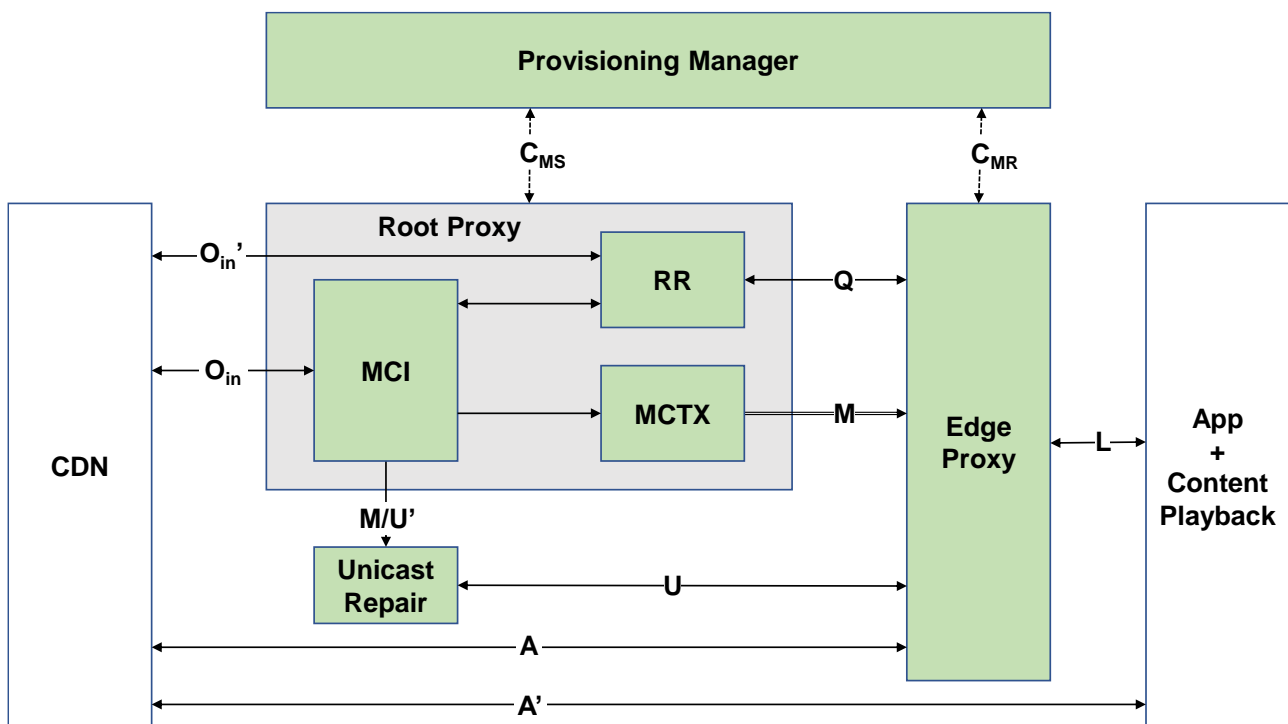 Provisioning Manager
CMS
CMR
Root Proxy
Oin’
RR
Q
MCI
Oin
MCTX
M
Edge
Proxy
L
App
+
Content
Playback
CDN
M/U’
Unicast
Repair
U
A
A’